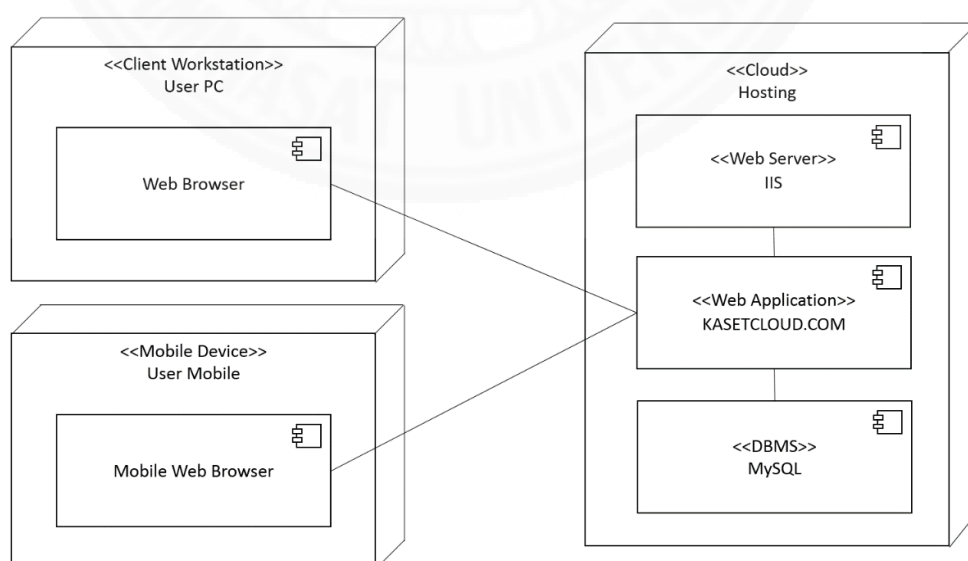 <<Client Workstation>>
User PC
Web Browser
<<Mobile Device>>
User Mobile
Mobile Web Browser
<<Cloud>>
Hosting
<<Web Server>>
IIS
<<Web Application>>
KASETCLOUD.COM
<<DBMS>>
MySQL